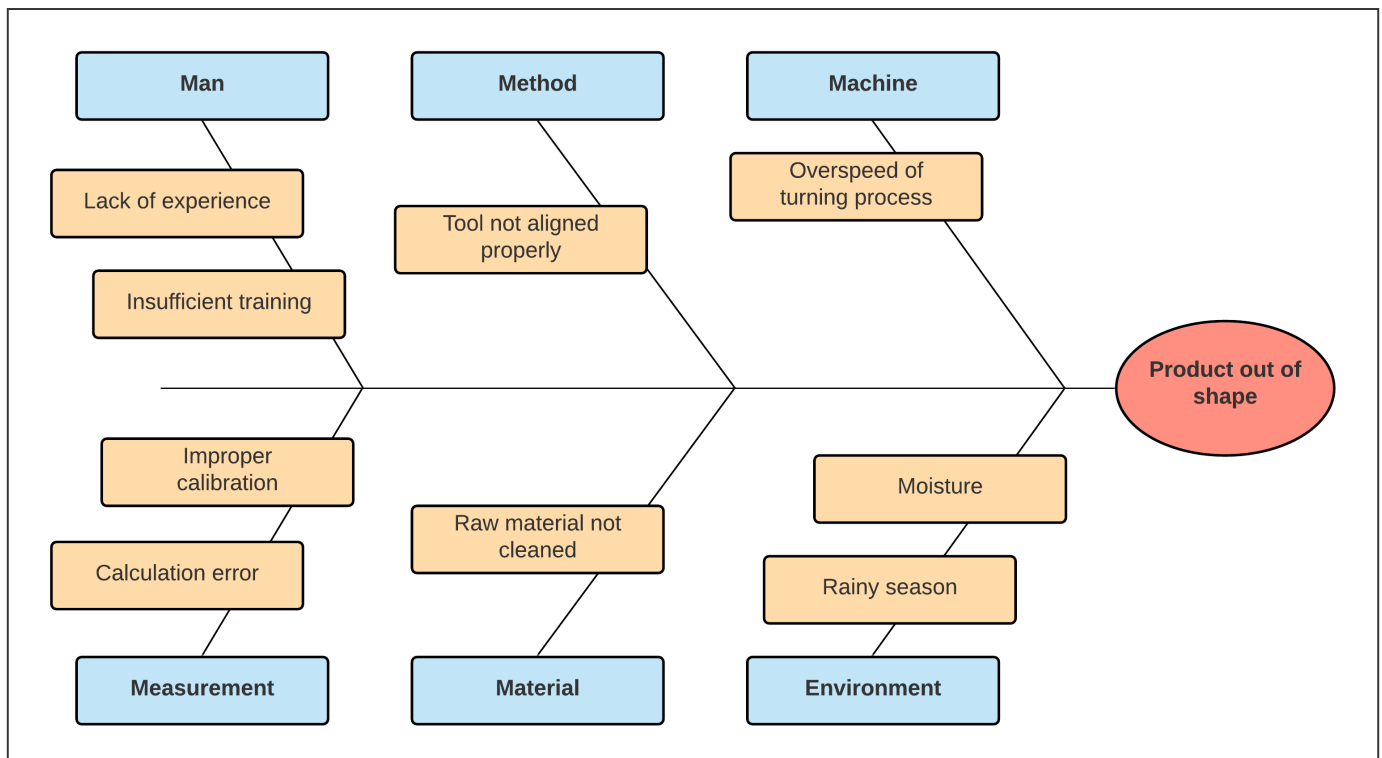 Man
Method
Machine
Lack of experience
Insufficient training
Tool not aligned
properly
Overspeed of
turning process
Product out of
shape
Improper
calibration
Calculation error
Raw material not
cleaned
Moisture
Rainy season
Measurement
Material
Environment